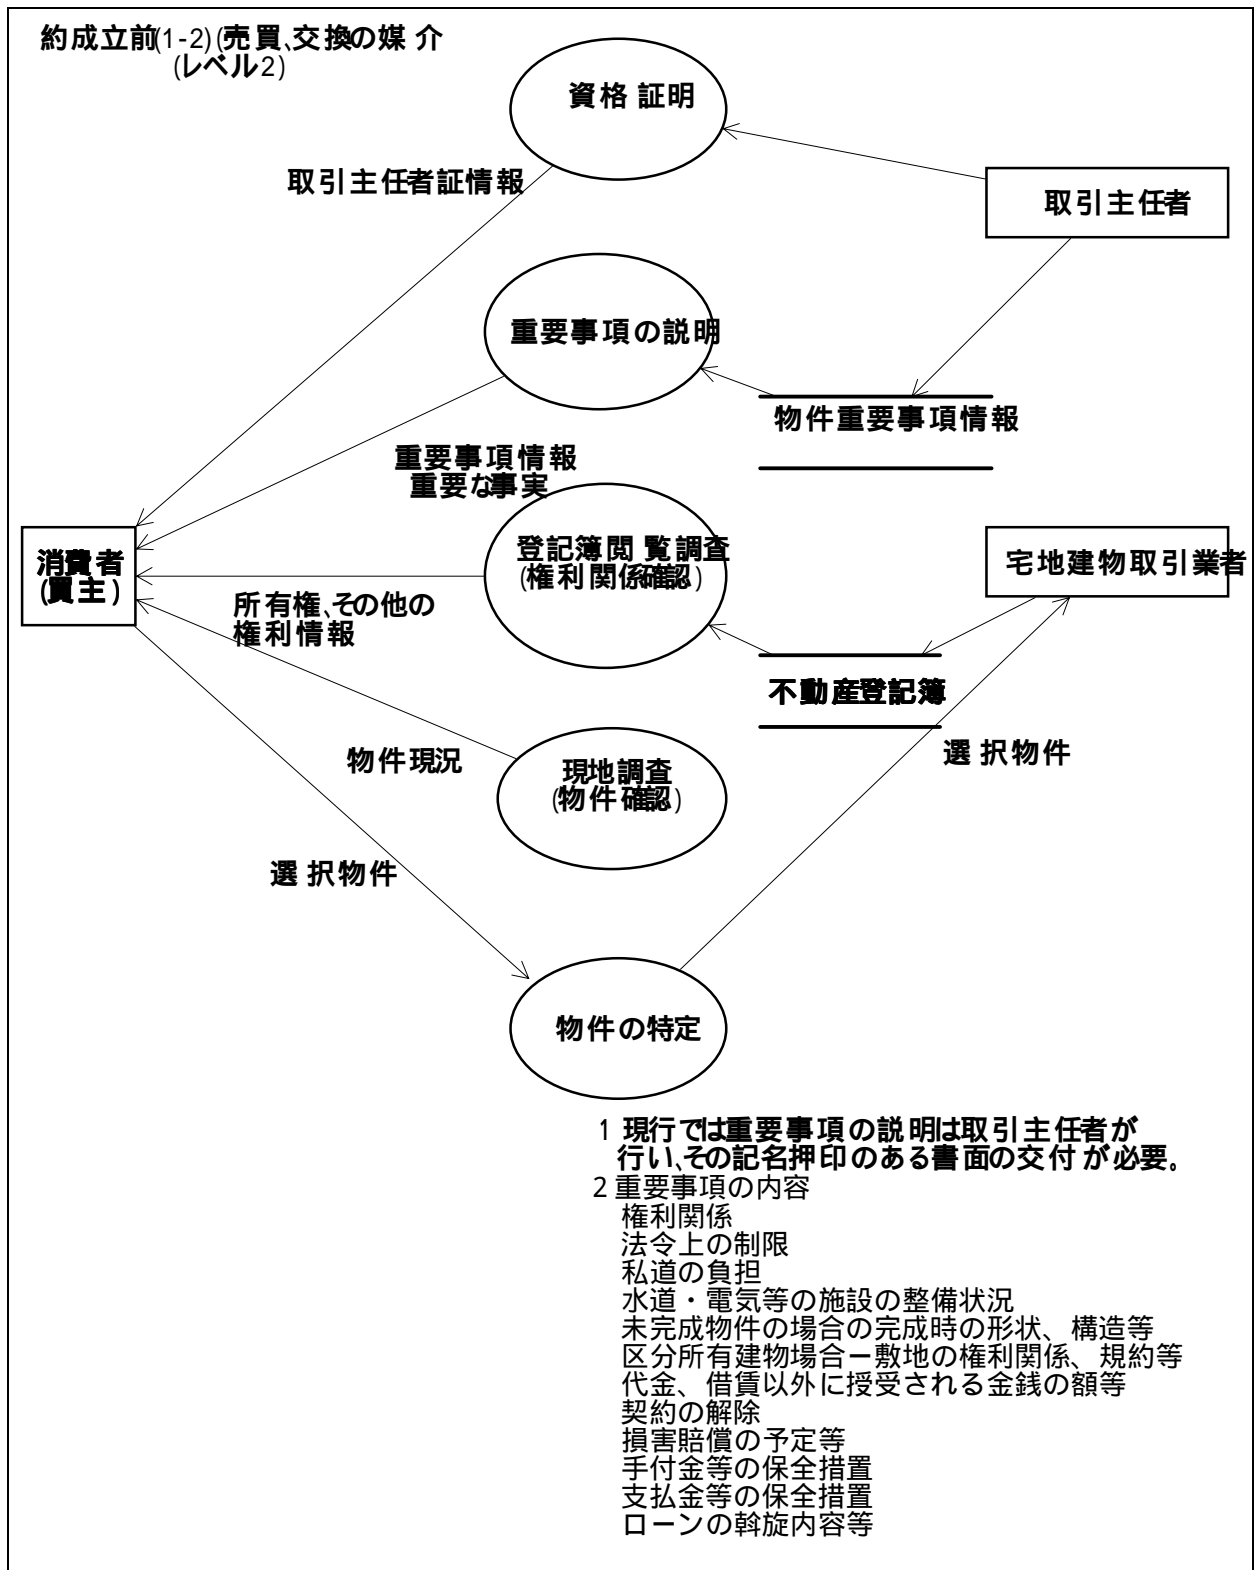 約成立前(1-2)(売買、交換の媒介
(レベル2)
資格証明
取引主任者証情報
取引主任者
重要事項の説明
物件重要事項情報
重要事項情報
重要な事実
消費者
(買主)
登記簿閲覧調査
(権利関係確認)
宅地建物取引業者
所有権、その他の
権利情報
不動産登記簿
選択物件
物件現況
現地調査
(物件確認)
選択物件
物件の特定
1 現行では重要事項の説明は取引主任者が
行い、その記名押印のある書面の交付が必要。
2 重要事項の内容
権利関係
法令上の制限
私道の負担
水道・電気等の施設の整備状況
未完成物件の場合の完成時の形状、構造等
区分所有建物場合ー敷地の権利関係、規約等
代金、借賃以外に授受される金銭の額等
契約の解除
損害賠償の予定等
手付金等の保全措置
支払金等の保全措置
ローンの斡旋内容等